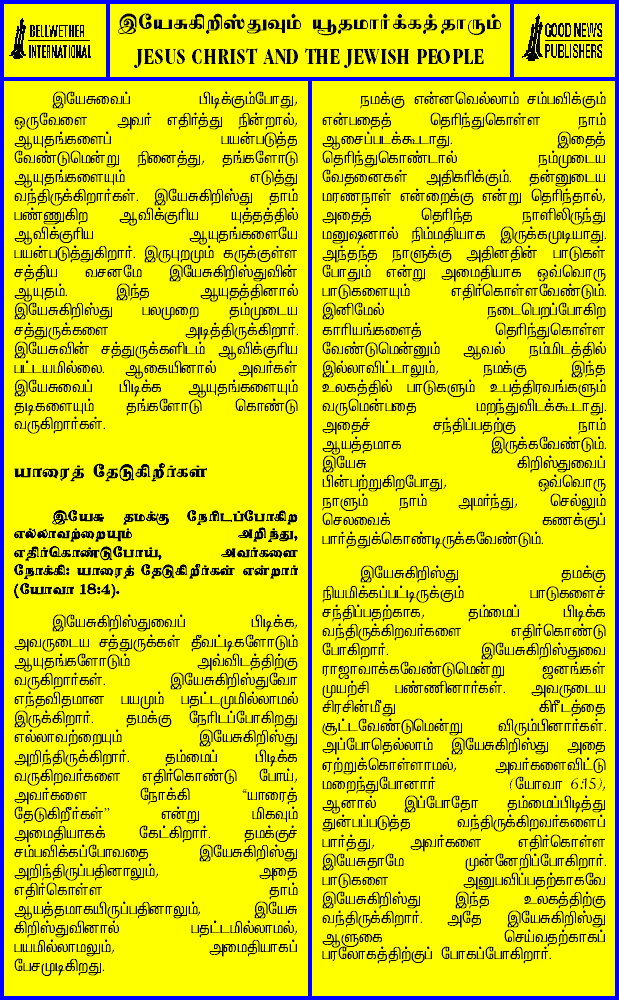 BELLWETHER
INTERNATIONAL
இயேசுகிறிஸ்துவும் யூதமார்க்கத்தாரும்
JESUS CHRIST AND THE JEWISH PEOPLE
GOOD NEWS
PUBLISHERS
இயேசுவைப் பிடிக்கும்போது,
ஒருவேளை அவர் எதிர்த்து நின்றால்,
ஆயுதங்களைப் பயன்படுத்த
வேண்டுமென்று நினைத்து, தங்களோடு
ஆயுதங்களையும் எடுத்து
வந்திருக்கிறார்கள். இயேசுகிறிஸ்து தாம்
பண்ணுகிற ஆவிக்குரிய யுத்தத்தில்
ஆவிக்குரிய ஆயுதங்களையே
பயன்படுத்துகிறார். இருபுறமும் கருக்குள்ள
சத்திய வசனமே இயேசுகிறிஸ்துவின்
ஆயுதம். இந்த ஆயுதத்தினால்
இயேசுகிறிஸ்து பலமுறை தம்முடைய
சத்துருக்களை அடித்திருக்கிறார்.
இயேசுவின் சத்துருக்களிடம் ஆவிக்குரிய
பட்டயமில்லை. ஆகையினால் அவர்கள்
இயேசுவைப் பிடிக்க ஆயுதங்களையும்
தடிகளையும் தங்களோடு கொண்டு
வருகிறார்கள்.
யாரைத் தேடுகிறீர்கள்
இயேசு தமக்கு நேரிடப்போகிற
எல்லாவற்றையும் அறிந்து,
எதிர்கொண்டுபோய், அவர்களை
நோக்கி: யாரைத் தேடுகிறீர்கள் என்றார்
(யோவா 18:4).
இயேசுகிறிஸ்துவைப் பிடிக்க,
அவருடைய சத்துருக்கள் தீவட்டிகளோடும்
ஆயுதங்களோடும் அவ்விடத்திற்கு
வருகிறார்கள். இயேசுகிறிஸ்துவோ
எந்தவிதமான பயமும் பதட்டமுமில்லாமல்
இருக்கிறார். தமக்கு நேரிடப்போகிறது
எல்லாவற்றையும் இயேசுகிறிஸ்து
அறிந்திருக்கிறார். தம்மைப் பிடிக்க
வருகிறவர்களை எதிர்கொண்டு போய்,
அவர்களை நோக்கி "யாரைத்
தேடுகிறீர்கள்" என்று மிகவும்
அமைதியாகக் கேட்கிறார். தமக்குச்
சம்பவிக்கப்போவதை இயேசுகிறிஸ்து
அறிந்திருப்பதினாலும், அதை
எதிர்கொள்ள தாம்
ஆயத்தமாகயிருப்பதினாலும், இயேசு
கிறிஸ்துவினால் பதட்டமில்லாமல்,
பயமில்லாமலும், அமைதியாகப்
பேசமுடிகிறது.
நமக்கு என்னவெல்லாம் சம்பவிக்கும்
என்பதைத் தெரிந்துகொள்ள நாம்
ஆசைப்படக்கூடாது. இதைத்
தெரிந்துகொண்டால் நம்முடைய
வேதனைகள் அதிகரிக்கும். தன்னுடைய
மரணநாள் என்றைக்கு என்று தெரிந்தால்,
அதைத் தெரிந்த நாளிலிருந்து
மனுஷனால் நிம்மதியாக இருக்கமுடியாது.
அந்தந்த நாளுக்கு அதினதின் பாடுகள்
போதும் என்று அமைதியாக ஒவ்வொரு
பாடுகளையும் எதிர்கொள்ளவேண்டும்.
இனிமேல் நடைபெறப்போகிற
காரியங்களைத் தெரிந்துகொள்ள
வேண்டுமென்னும் ஆவல் நம்மிடத்தில்
இல்லாவிட்டாலும், நமக்கு இந்த
உலகத்தில் பாடுகளும் உபத்திரவங்களும்
வருமென்பதை மறந்துவிடக்கூடாது.
அதைச் சந்திப்பதற்கு நாம்
ஆயத்தமாக இருக்கவேண்டும்.
இயேசு கிறிஸ்துவைப்
பின்பற்றுகிறபோது, ஒவ்வொரு
நாளும் நாம் அமர்ந்து, செல்லும்
செலவைக் கணக்குப்
பார்த்துக்கொண்டிருக்கவேண்டும்.
இயேசுகிறிஸ்து தமக்கு
நியமிக்கப்பட்டிருக்கும் பாடுகளைச்
சந்திப்பதற்காக, தம்மைப் பிடிக்க
வந்திருக்கிறவர்களை எதிர்கொண்டு
போகிறார். இயேசுகிறிஸ்துவை
ராஜாவாக்கவேண்டுமென்று ஜனங்கள்
முயற்சி பண்ணினார்கள். அவருடைய
சிரசின்மீது கிரீடத்தை
சூட்டவேண்டுமென்று விரும்பினார்கள்.
அப்போதெல்லாம் இயேசுகிறிஸ்து அதை
ஏற்றுக்கொள்ளாமல், அவர்களைவிட்டு
மறைந்துபோனார் (யோவா 6:15),
ஆனால் இப்போதோ தம்மைப்பிடித்து
துன்பப்படுத்த வந்திருக்கிறவர்களைப்
பார்த்து, அவர்களை எதிர்கொள்ள
இயேசுதாமே முன்னேறிப்போகிறார்.
பாடுகளை அனுபவிப்பதற்காகவே
இயேசுகிறிஸ்து இந்த உலகத்திற்கு
வந்திருக்கிறார். அதே இயேசுகிறிஸ்து
ஆளுகை செய்வதற்காகப்
பரலோகத்திற்குப் போகப்போகிறார்.